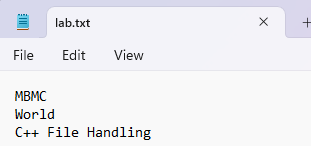 lab.txt
File Edit View
MBMC
World
C++ File Handling